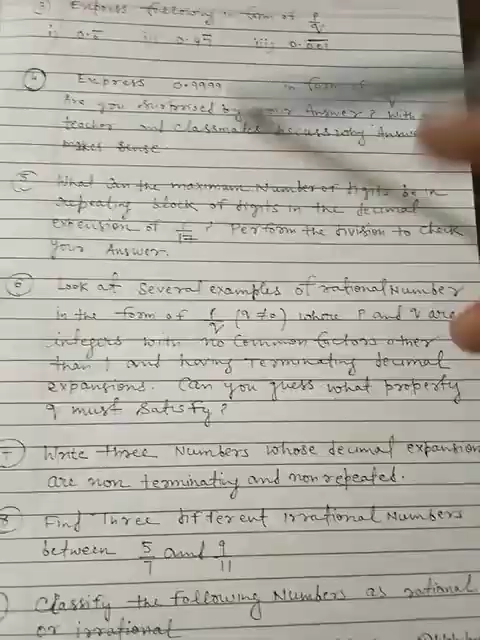 3) Express following in form of p/q
i) 0.6̅ ii) 0.47̅ iii) 0.0̅0̅1̅
④ Express 0.9999 in form of
Are you surprised by your Answer? With
teacher and classmates discuss why Answ
makes sense
⑤ What can the maximum Number of digits be in
repeating block of digits in the decimal
expension of 1/17 ? Perform the division to check
your Answer.
⑥ Look at Several examples of rational Number
in the form of p/q (q≠0) where P and q are
integers with no Common factors other
than 1 and having Terminating decimal
expansions. Can you guess what property
q must Satisfy?
7 Write three Numbers whose decimal expansion
are non terminating and non repeated.
8 Find Three different irrational Numbers
between 5/7 and 9/11
Classify the following Numbers as rational
or irrational